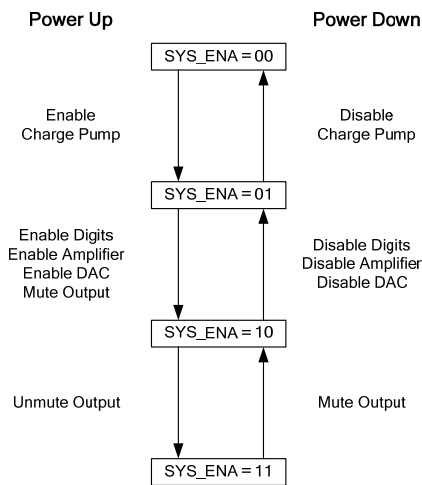 Power Up
Power Down
SYS_ENA = 00
Enable
Charge Pump
Disable
Charge Pump
SYS_ENA = 01
Enable Digits
Enable Amplifier
Enable DAC
Mute Output
Disable Digits
Disable Amplifier
Disable DAC
SYS_ENA = 10
Unmute Output
Mute Output
SYS_ENA = 11